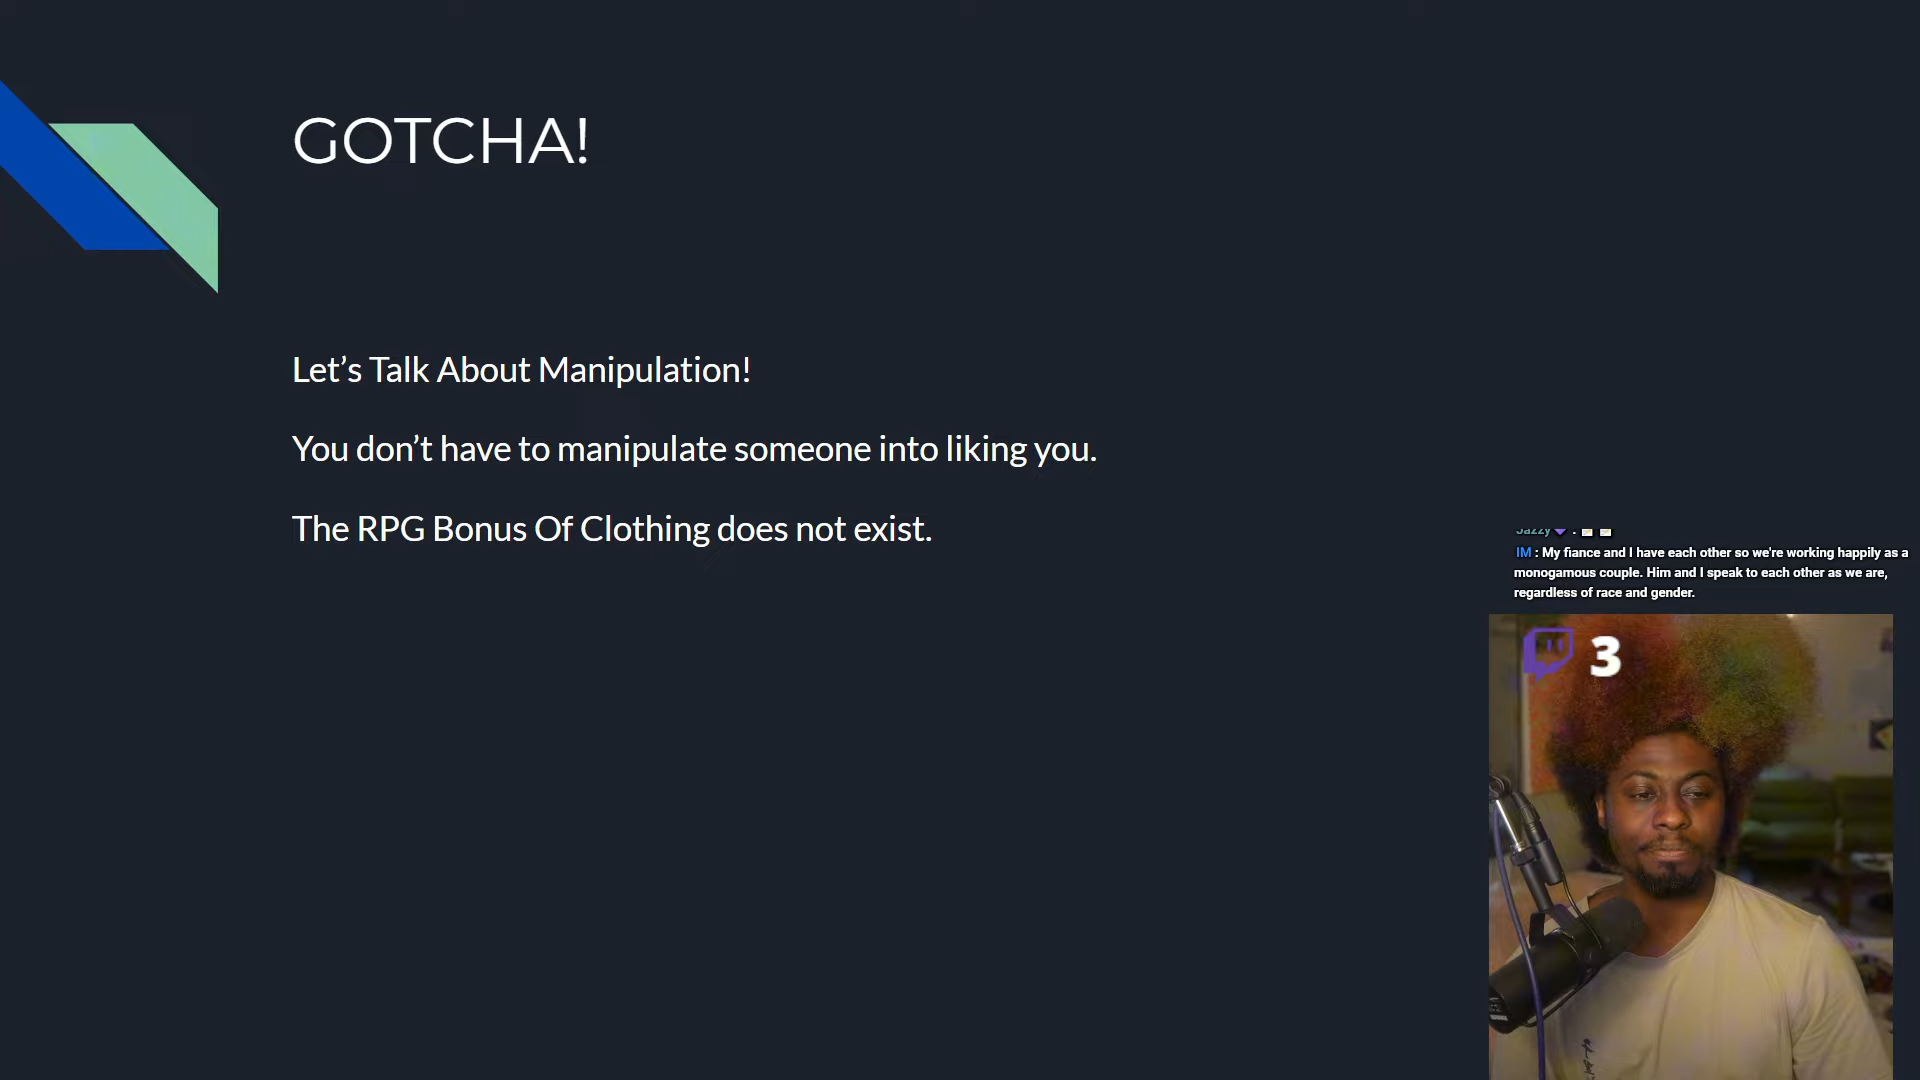 GOTCHA!
Let’s Talk About Manipulation!
You don’t have to manipulate someone into liking you.
The RPG Bonus Of Clothing does not exist.
Jazzy
IM : My fiance and I have each other so we're working happily as a
monogamous couple. Him and I speak to each other as we are,
regardless of race and gender.
3